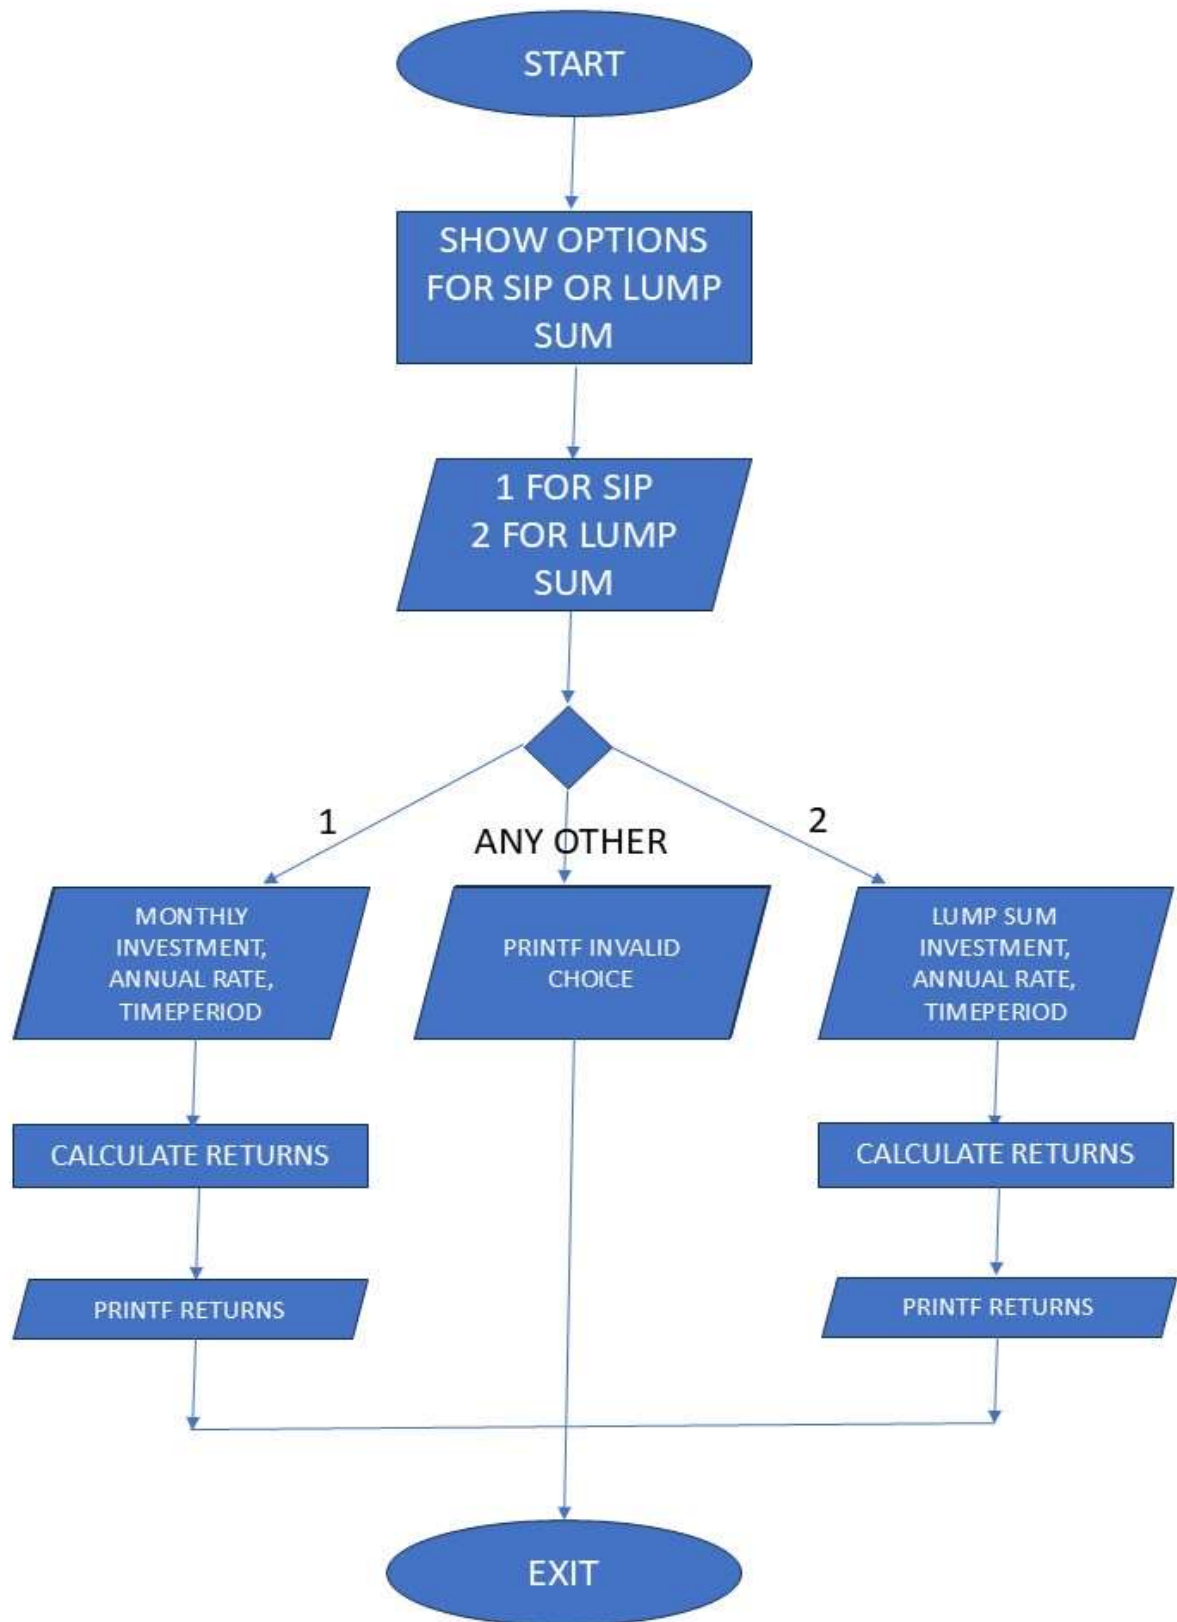 START
SHOW OPTIONS
FOR SIP OR LUMP
SUM
1 FOR SIP
2 FOR LUMP
SUM
1
ANY OTHER
2
MONTHLY
INVESTMENT,
ANNUAL RATE,
TIMEPERIOD
PRINTF INVALID
CHOICE
LUMP SUM
INVESTMENT,
ANNUAL RATE,
TIMEPERIOD
CALCULATE RETURNS
CALCULATE RETURNS
PRINTF RETURNS
PRINTF RETURNS
EXIT